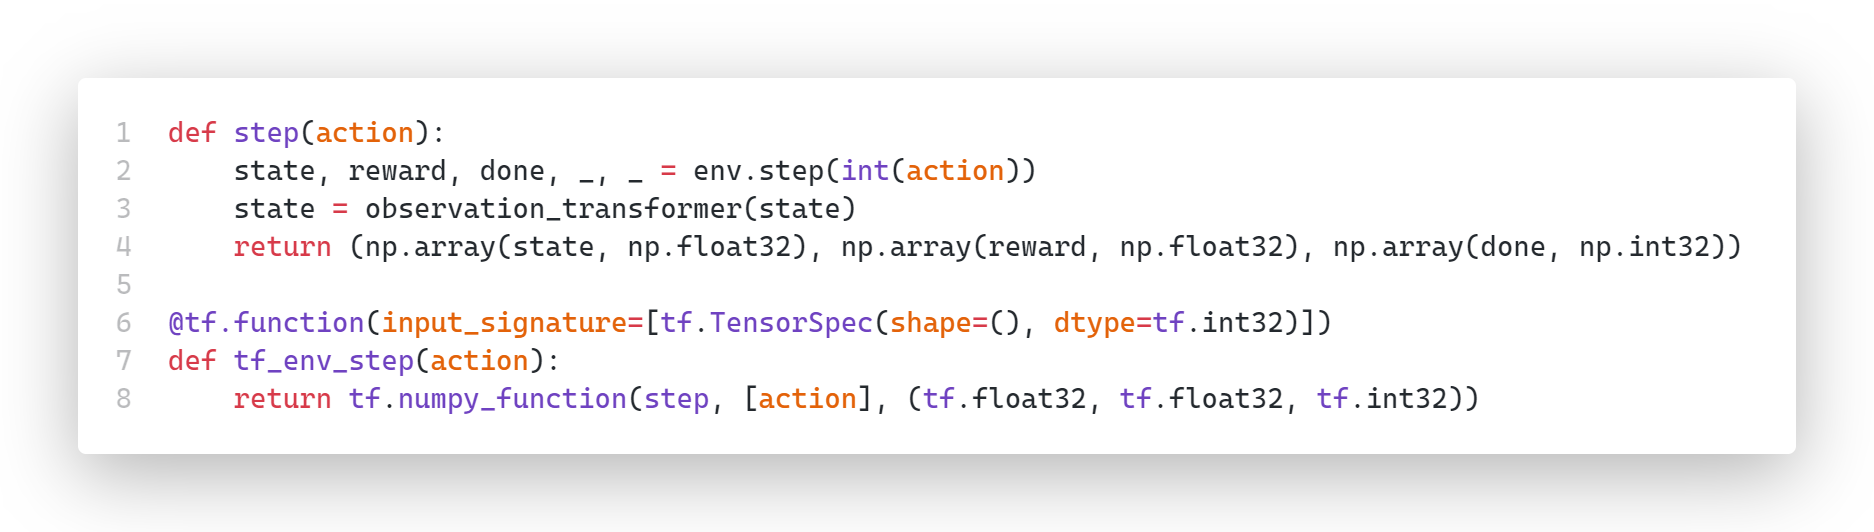 1 def step(action):
2     state, reward, done, _, _ = env.step(int(action))
3     state = observation_transformer(state)
4     return (np.array(state, np.float32), np.array(reward, np.float32), np.array(done, np.int32))
5
6 @tf.function(input_signature=[tf.TensorSpec(shape=(), dtype=tf.int32)])
7 def tf_env_step(action):
8     return tf.numpy_function(step, [action], (tf.float32, tf.float32, tf.int32))